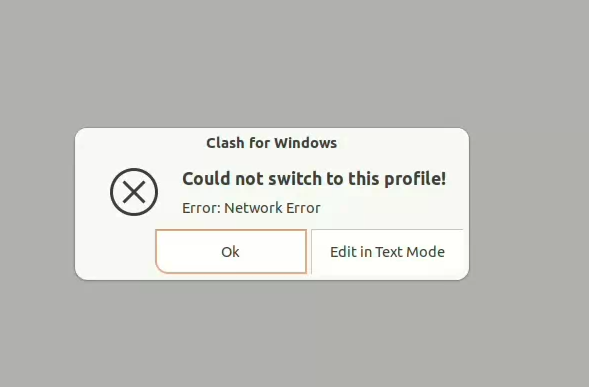 Clash for Windows
Could not switch to this profile!
Error: Network Error
Ok
Edit in Text Mode